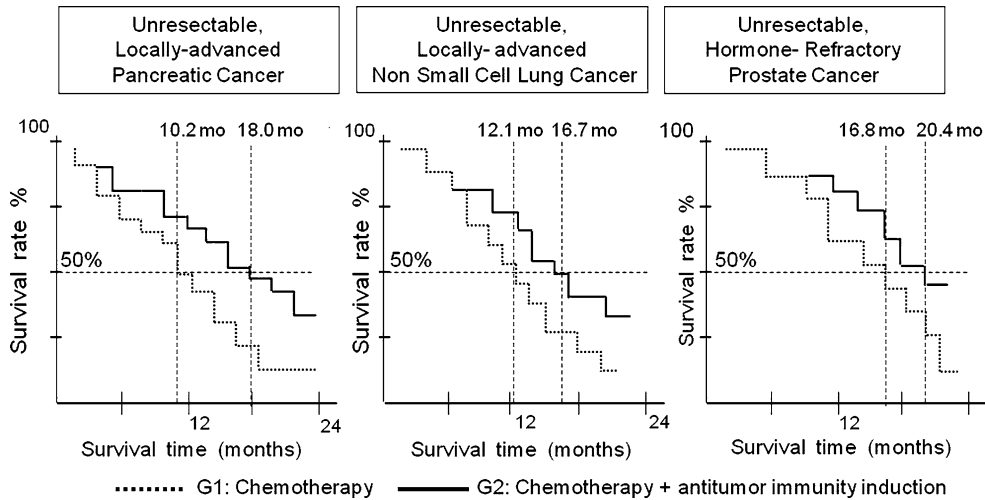 Unresectable,
Locally-advanced
Pancreatic Cancer
Unresectable,
Locally- advanced
Non Small Cell Lung Cancer
Unresectable,
Hormone- Refractory
Prostate Cancer
100
10.2 mo
18.0 mo
50%
Survival rate %
12
24
Survival time (months)
100
12.1 mo
16.7 mo
50%
Survival rate %
12
24
Survival time (months)
100
16.8 mo
20.4 mo
50%
Survival rate %
12
24
Survival time (months)
G1: Chemotherapy
G2: Chemotherapy + antitumor immunity induction